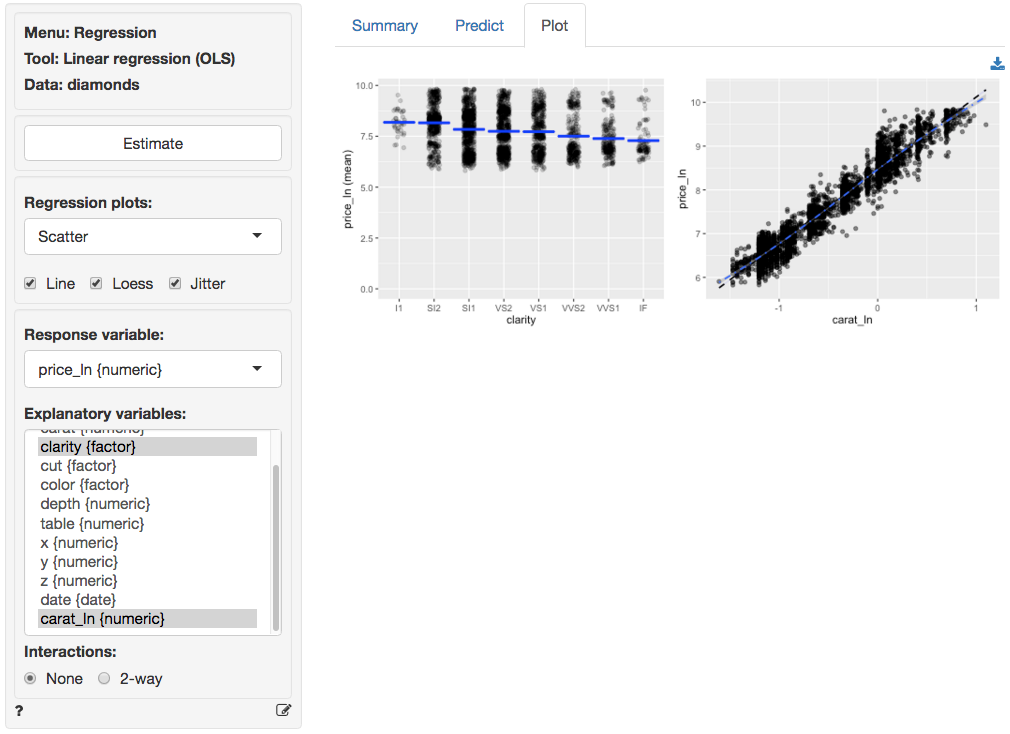 Menu: Regression
Tool: Linear regression (OLS)
Data: diamonds
Estimate
Regression plots:
Scatter
Line Loess Jitter
Response variable:
price_ln {numeric}
Explanatory variables:
carat {numeric}
clarity {factor}
cut {factor}
color {factor}
depth {numeric}
table {numeric}
x {numeric}
y {numeric}
z {numeric}
date {date}
carat_ln {numeric}
Interactions:
None 2-way
?
Summary Predict Plot
price_ln (mean)
10.0
7.5
5.0
2.5
0.0
I1 SI2 SI1 VS2 VS1 VVS2 VVS1 IF
clarity
price_ln
10
9
8
7
6
-1 0 1
carat_ln